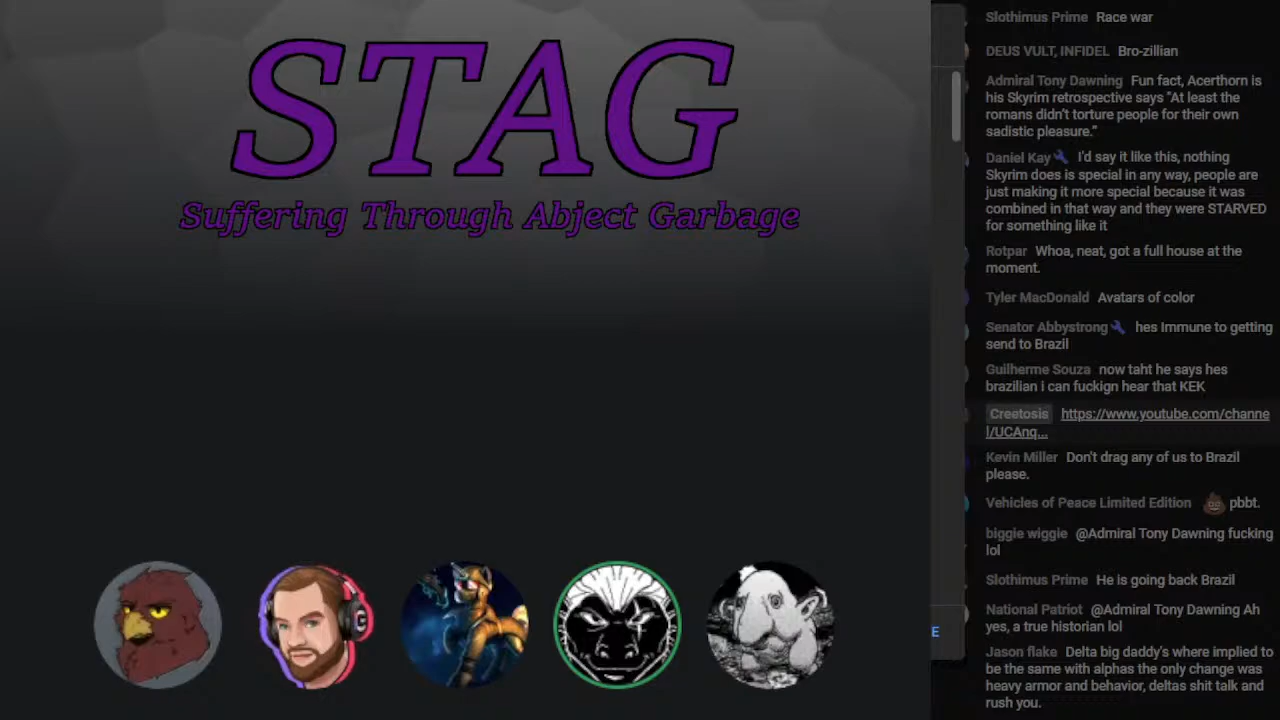 STAG
Suffering Through Abject Garbage
Slothimus Prime Race war
DEUS VULT, INFIDEL Bro-zillian
Admiral Tony Dawning Fun fact, Acerthorn is
his Skyrim retrospective says "At least the
romans didn't torture people for their own
sadistic pleasure."
Daniel Kay I'd say it like this, nothing
Skyrim does is special in any way, people are
just making it more special because it was
combined in that way and they were STARVED
for something like it
Rotpar Whoa, neat, got a full house at the
moment.
Tyler MacDonald Avatars of color
Senator Abbystrong hes Immune to getting
send to Brazil
Guilherme Souza now taht he says hes
brazilian i can fuckign hear that KEK
Creetosis https://www.youtube.com/channe
l/UCAnq...
Kevin Miller Don't drag any of us to Brazil
please.
Vehicles of Peace Limited Edition 💩 pbbt.
biggie wiggie @Admiral Tony Dawning fucking
lol
Slothimus Prime He is going back Brazil
National Patriot @Admiral Tony Dawning Ah
yes, a true historian lol
E
Jason flake Delta big daddy's where implied to
be the same with alphas the only change was
heavy armor and behavior, deltas shit talk and
rush you.